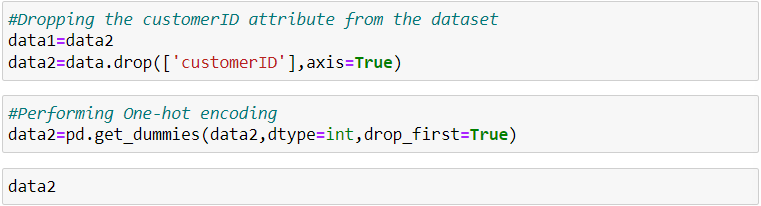 #Dropping the customerID attribute from the dataset
data1=data2
data2=data.drop(['customerID'],axis=True)
#Performing One-hot encoding
data2=pd.get_dummies(data2,dtype=int,drop_first=True)
data2